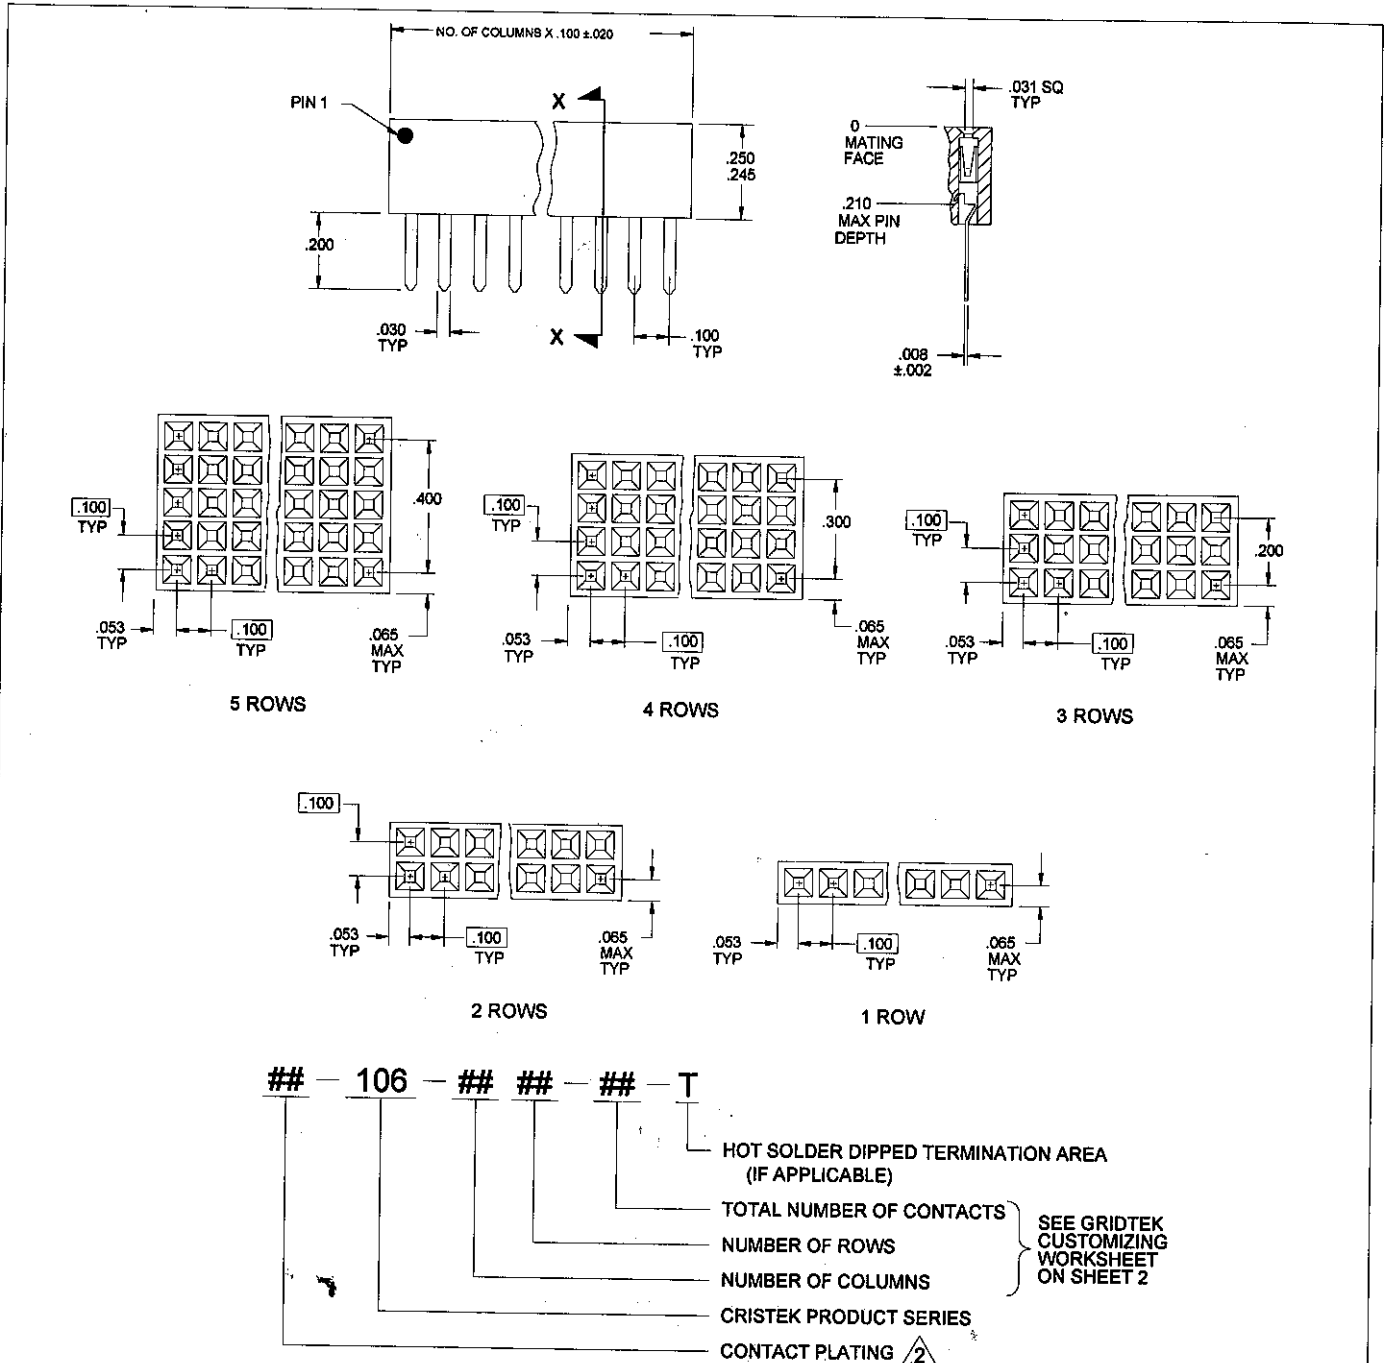 NO. OF COLUMNS X .100 ±.020
PIN 1
X
.250
.245
.200
.030
TYP
X
.100
TYP
.031 SQ
TYP
0
MATING
FACE
.210
MAX PIN
DEPTH
.008
±.002
.100
TYP
.400
.053
TYP
.100
TYP
.065
MAX
TYP
5 ROWS
.100
TYP
.300
.053
TYP
.100
TYP
.065
MAX
TYP
4 ROWS
.100
TYP
.200
.053
TYP
.100
TYP
.065
MAX
TYP
3 ROWS
.100
.053
TYP
.100
TYP
.065
MAX
TYP
2 ROWS
.053
TYP
.100
TYP
.065
MAX
TYP
1 ROW
## — 106 — ## ## — ## — T
HOT SOLDER DIPPED TERMINATION AREA
(IF APPLICABLE)
TOTAL NUMBER OF CONTACTS
NUMBER OF ROWS
NUMBER OF COLUMNS
SEE GRIDTEK
CUSTOMIZING
WORKSHEET
ON SHEET 2
CRISTEK PRODUCT SERIES
CONTACT PLATING 2